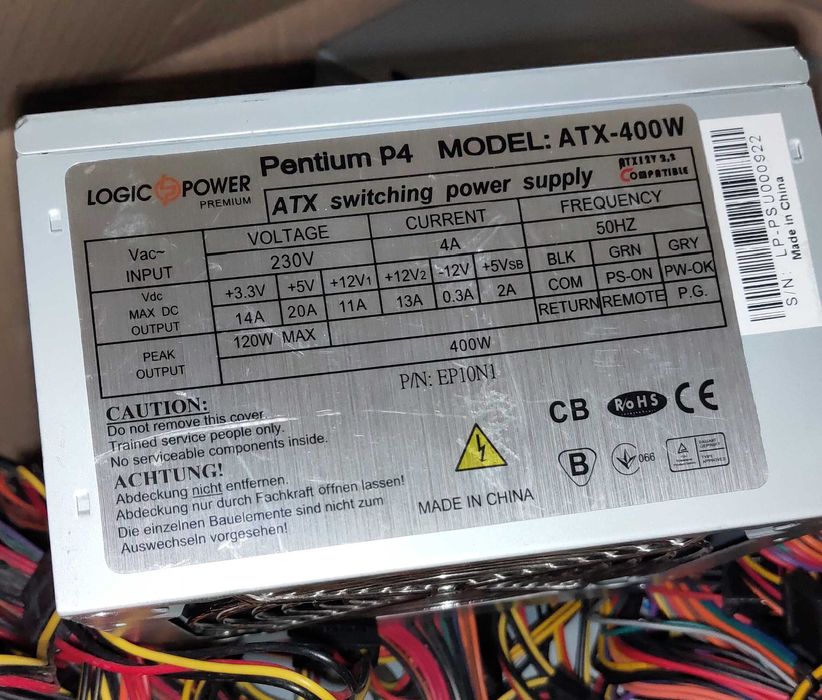 LOGIC POWER
PREMIUM
Pentium P4 MODEL: ATX-400W
ATX switching power supply
ATX12V 2.2
COMPATIBLE
VOLTAGE CURRENT FREQUENCY
Vac~
INPUT
230V 4A 50HZ
Vdc
MAX DC
OUTPUT
+3.3V +5V +12V1 +12V2 -12V +5VSB
14A 20A 11A 13A 0.3A 2A
BLK GRN GRY
COM PS-ON PW-OK
RETURN REMOTE P.G.
120W MAX
PEAK
OUTPUT
400W
P/N: EP10N1
CAUTION:
Do not remove this cover.
Trained service people only.
No serviceable components inside.
ACHTUNG!
Abdeckung nicht entfernen.
Abdeckung nur durch Fachkraft öffnen lassen!
Die einzelnen Bauelemente sind nicht zum
Auswechseln vorgesehen!
MADE IN CHINA
CB RoHS CE
B 066
TYPE
APPROVED
S/N: LP-PSU000922
Made in China